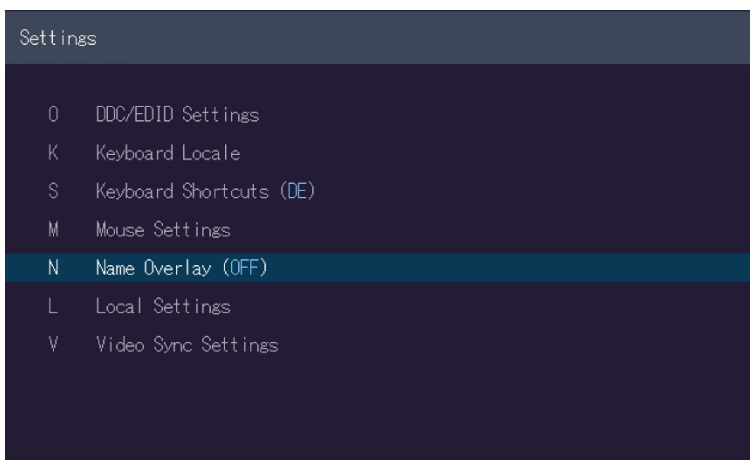 Settings
O DDC/EDID Settings
K Keyboard Locale
S Keyboard Shortcuts (DE)
M Mouse Settings
N Name Overlay (OFF)
L Local Settings
V Video Sync Settings